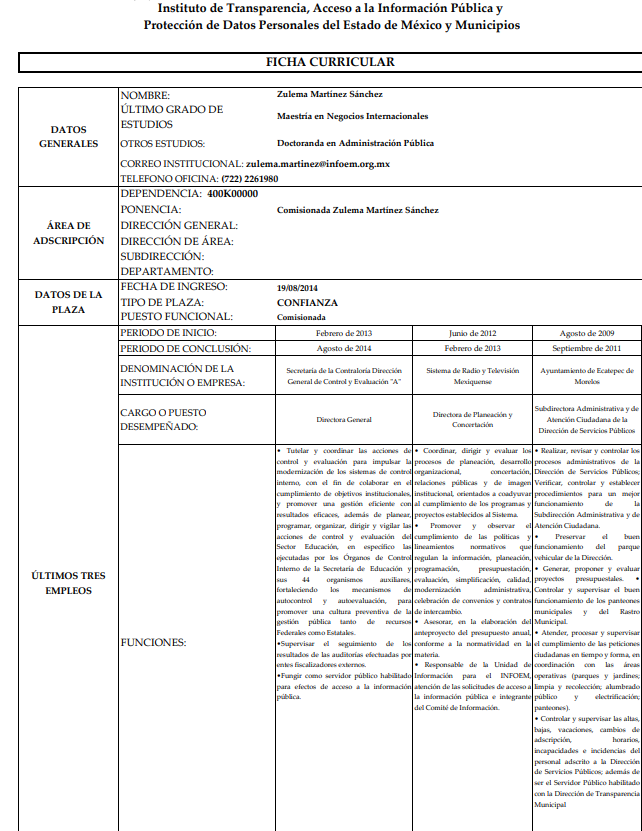 Instituto de Transparencia, Acceso a la Información Pública y
Protección de Datos Personales del Estado de México y Municipios
FICHA CURRICULAR
DATOS
GENERALES
NOMBRE: Zulema Martínez Sánchez
ÚLTIMO GRADO DE
ESTUDIOS
Maestría en Negocios Internacionales
OTROS ESTUDIOS: Doctoranda en Administración Pública
CORREO INSTITUCIONAL: zulema.martinez@infoem.org.mx
TELEFONO OFICINA: (722) 2261980
ÁREA DE
ADSCRIPCIÓN
DEPENDENCIA: 400K00000
PONENCIA: Comisionada Zulema Martínez Sánchez
DIRECCIÓN GENERAL:
DIRECCIÓN DE ÁREA:
SUBDIRECCIÓN:
DEPARTAMENTO:
DATOS DE LA
PLAZA
FECHA DE INGRESO: 19/08/2014
TIPO DE PLAZA: CONFIANZA
PUESTO FUNCIONAL: Comisionada
ÚLTIMOS TRES
EMPLEOS
PERIODO DE INICIO: Febrero de 2013 Junio de 2012 Agosto de 2009
PERIODO DE CONCLUSIÓN: Agosto de 2014 Febrero de 2013 Septiembre de 2011
DENOMINACIÓN DE LA
INSTITUCIÓN O EMPRESA:
Secretaría de la Contraloría Dirección
General de Control y Evaluación "A"
Sistema de Radio y Televisión
Mexiquense
Ayuntamiento de Ecatepec de
Morelos
CARGO O PUESTO
DESEMPEÑADO:
Directora General
Directora de Planeación y
Concertación
Subdirectora Administrativa y de
Atención Ciudadana de la
Dirección de Servicios Públicos
FUNCIONES:
• Tutelar y coordinar las acciones de
control y evaluación para impulsar la
modernización de los sistemas de control
interno, con el fin de colaborar en el
cumplimiento de objetivos institucionales,
y promover una gestión eficiente con
resultados eficaces, además de planear,
programar, organizar, dirigir y vigilar las
acciones de control y evaluación del
Sector Educación, en específico las
ejecutadas por los Órganos de Control
Interno de la Secretaría de Educación y
sus 44 organismos auxiliares,
fortaleciendo los mecanismos de
autocontrol y autoevaluación, para
promover una cultura preventiva de la
gestión pública tanto de recursos
Federales como Estatales.
•Supervisar el seguimiento de los
resultados de las auditorías efectuadas por
entes fiscalizadores externos.
•Fungir como servidor público habilitado
para efectos de acceso a la información
pública.
• Coordinar, dirigir y evaluar los
procesos de planeación, desarrollo
organizacional, concertación,
relaciones públicas y de imagen
institucional, orientados a coadyuvar
al cumplimiento de los programas y
proyectos establecidos al Sistema.
• Promover y observar el
cumplimiento de las políticas y
lineamientos normativos que
regulan la información, planeación,
programación, presupuestación,
evaluación, simplificación, calidad,
modernización administrativa,
celebración de convenios y contratos
de intercambio.
• Asesorar, en la elaboración del
anteproyecto del presupuesto anual,
conforme a la normatividad en la
materia.
• Responsable de la Unidad de
Información para el INFOEM,
atención de las solicitudes de acceso a
la información pública e integrante
del Comité de Información.
• Realizar, revisar y controlar los
procesos administrativos de la
Dirección de Servicios Públicos;
Verificar, controlar y establecer
procedimientos para un mejor
funcionamiento de la
Subdirección Administrativa y de
Atención Ciudadana.
• Preservar el buen
funcionamiento del parque
vehicular de la Dirección.
• Generar, proponer y evaluar
proyectos presupuestales. •
Controlar y supervisar el buen
funcionamiento de los panteones
municipales y del Rastro
Municipal.
• Atender, procesar y supervisar
el cumplimiento de las peticiones
ciudadanas en tiempo y forma, en
coordinación con las áreas
operativas (parques y jardines;
limpia y recolección; alumbrado
público y electrificación;
panteones).
• Controlar y supervisar las altas,
bajas, vacaciones, cambios de
adscripción, horarios,
incapacidades e incidencias del
personal adscrito a la Dirección
de Servicios Públicos; además de
ser el Servidor Público habilitado
con la Dirección de Transparencia
Municipal